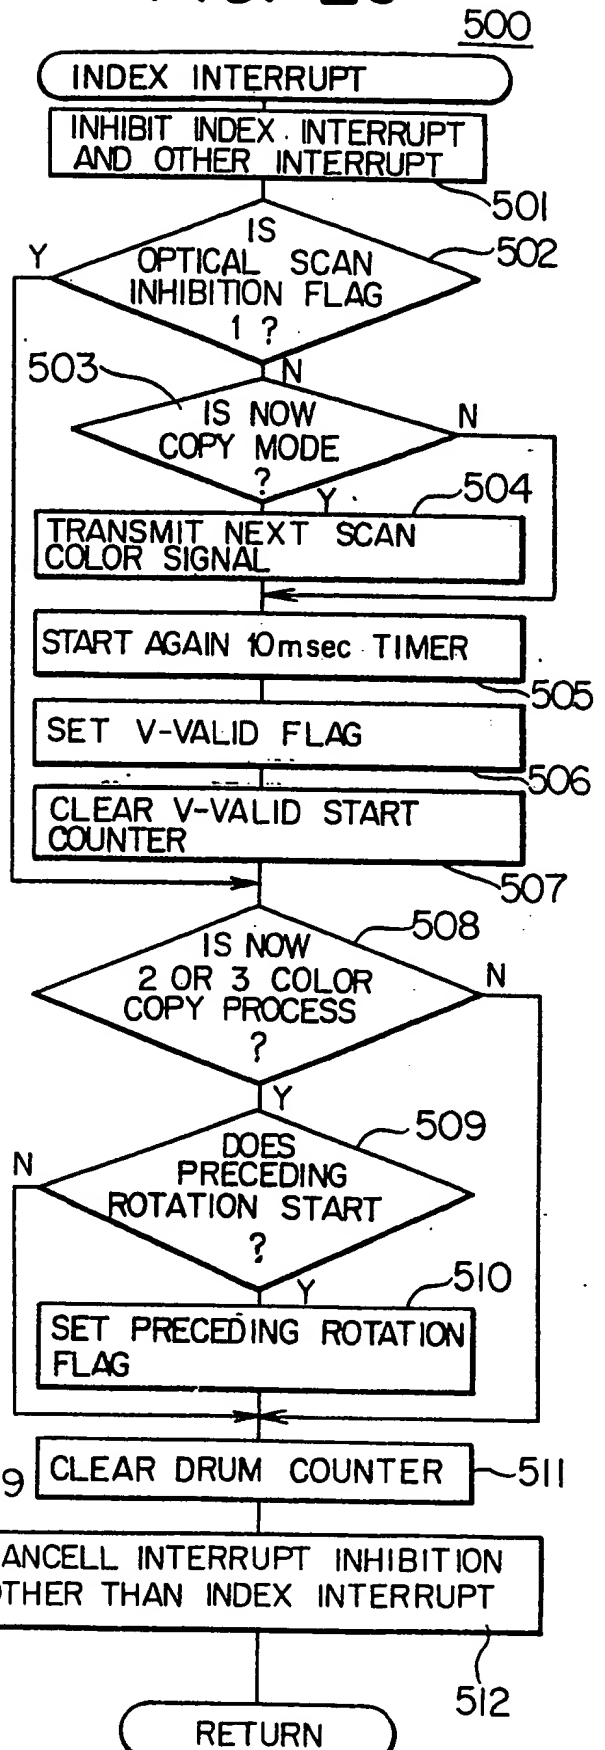 500
INDEX INTERRUPT
INHIBIT INDEX INTERRUPT
AND OTHER INTERRUPT
501
IS
OPTICAL SCAN
INHIBITION FLAG
1 ?
502
Y
N
503
IS NOW
COPY MODE
?
N
Y
504
TRANSMIT NEXT SCAN
COLOR SIGNAL
START AGAIN 10msec TIMER
505
SET V-VALID FLAG
506
CLEAR V-VALID START
COUNTER
507
508
IS NOW
2 OR 3 COLOR
COPY PROCESS
?
N
Y
509
DOES
PRECEDING
ROTATION START
?
N
Y
510
SET PRECEDING ROTATION
FLAG
9
CLEAR DRUM COUNTER
511
ANCELL INTERRUPT INHIBITION
OTHER THAN INDEX INTERRUPT
512
RETURN